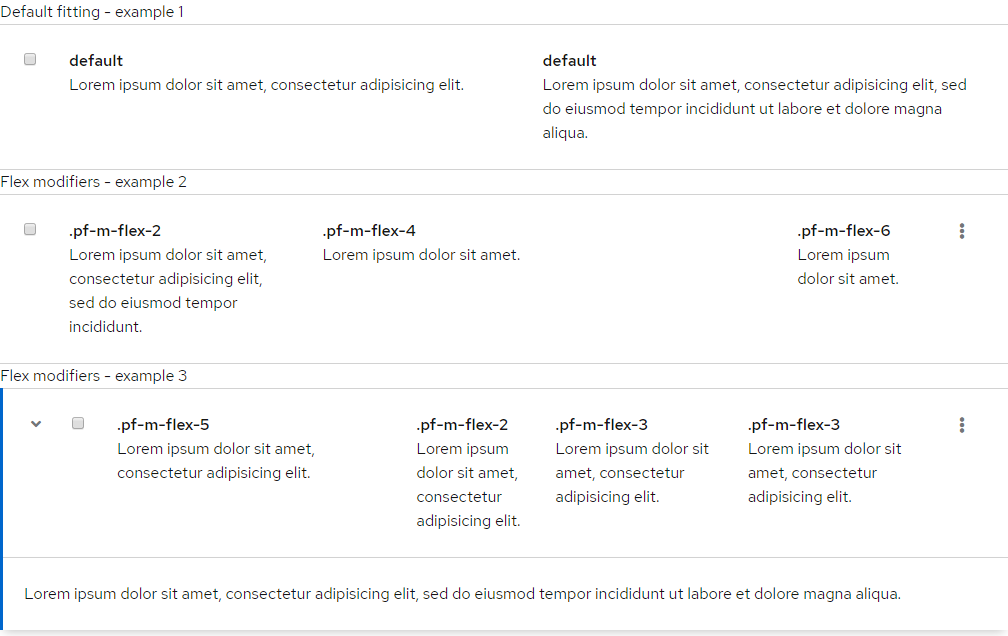 Default fitting - example 1
default
Lorem ipsum dolor sit amet, consectetur adipisicing elit.
default
Lorem ipsum dolor sit amet, consectetur adipisicing elit, sed
do eiusmod tempor incididunt ut labore et dolore magna
aliqua.
Flex modifiers - example 2
.pf-m-flex-2
Lorem ipsum dolor sit amet,
consectetur adipisicing elit,
sed do eiusmod tempor
incididunt.
.pf-m-flex-4
Lorem ipsum dolor sit amet.
.pf-m-flex-6
Lorem ipsum
dolor sit amet.
Flex modifiers - example 3
.pf-m-flex-5
Lorem ipsum dolor sit amet,
consectetur adipisicing elit.
.pf-m-flex-2
Lorem ipsum
dolor sit amet,
consectetur
adipisicing elit.
.pf-m-flex-3
Lorem ipsum dolor sit
amet, consectetur
adipisicing elit.
.pf-m-flex-3
Lorem ipsum dolor sit
amet, consectetur
adipisicing elit.
Lorem ipsum dolor sit amet, consectetur adipisicing elit, sed do eiusmod tempor incididunt ut labore et dolore magna aliqua.